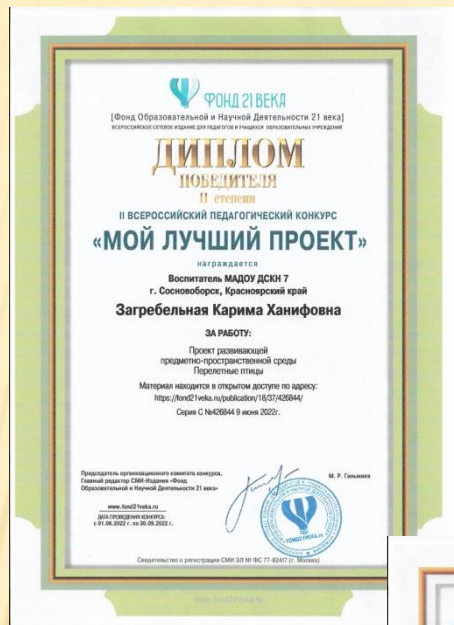 ФОНД 21 ВЕКА
[Фонд Образовательной и Научной Деятельности 21 века]
ВСЕРОССИЙСКОЕ СЕТЕВОЕ ИЗДАНИЕ ДЛЯ ПЕДАГОГОВ И УЧАЩИХСЯ ОБРАЗОВАТЕЛЬНЫХ УЧРЕЖДЕНИЙ
ДИПЛОМ
ПОБЕДИТЕЛЯ
II степени
II ВСЕРОССИЙСКИЙ ПЕДАГОГИЧЕСКИЙ КОНКУРС
«МОЙ ЛУЧШИЙ ПРОЕКТ»
награждается
Воспитатель МАДОУ ДСКН 7
г. Сосновоборск, Красноярский край
Загребельная Карима Ханифовна
ЗА РАБОТУ:
Проект развивающей
предметно-пространственной среды
Перелетные птицы
Материал находится в открытом доступе по адресу:
https://fond21veka.ru/publication/18/37/426844/
Серия С №426844 9 июня 2022г.
Председатель организационного комитета конкурса,
Главный редактор СМИ-Издания «Фонд
Образовательной и Научной Деятельности 21 века»
М. Р. Гильмиев
www.fond21veka.ru
ДАТА ПРОВЕДЕНИЯ КОНКУРСА:
с 01.06.2022 г. по 30.09.2022 г.
FOND21VEKA.RU
Свидетельство о регистрации СМИ ЭЛ № ФС 77-82417 (г. Москва)
www.fond21veka.ru